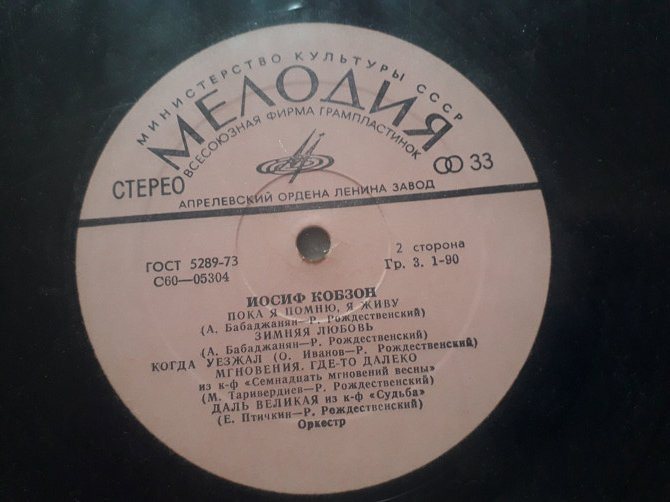 МИНИСТЕРСТВО КУЛЬТУРЫ СССР
МЕЛОДИЯ
ВСЕСОЮЗНАЯ ФИРМА ГРАМПЛАСТИНОК
СТЕРЕО
33
АПРЕЛЕВСКИЙ ОРДЕНА ЛЕНИНА ЗАВОД
ГОСТ 5289-73
2 сторона
С60—05304
Гр. 3. 1-90
ИОСИФ КОБЗОН
ПОКА Я ПОМНЮ, Я ЖИВУ
(А. Бабаджанян—Р. Рождественский)
ЗИМНЯЯ ЛЮБОВЬ
(А. Бабаджанян—Р. Рождественский)
КОГДА УЕЗЖАЛ (О. Иванов—Р. Рождественский)
МГНОВЕНИЯ. ГДЕ-ТО ДАЛЕКО
из к-ф «Семнадцать мгновений весны»
(М. Таривердиев—Р. Рождественский)
ДАЛЬ ВЕЛИКАЯ из к-ф «Судьба»
(Е. Птичкин—Р. Рождественский)
Оркестр